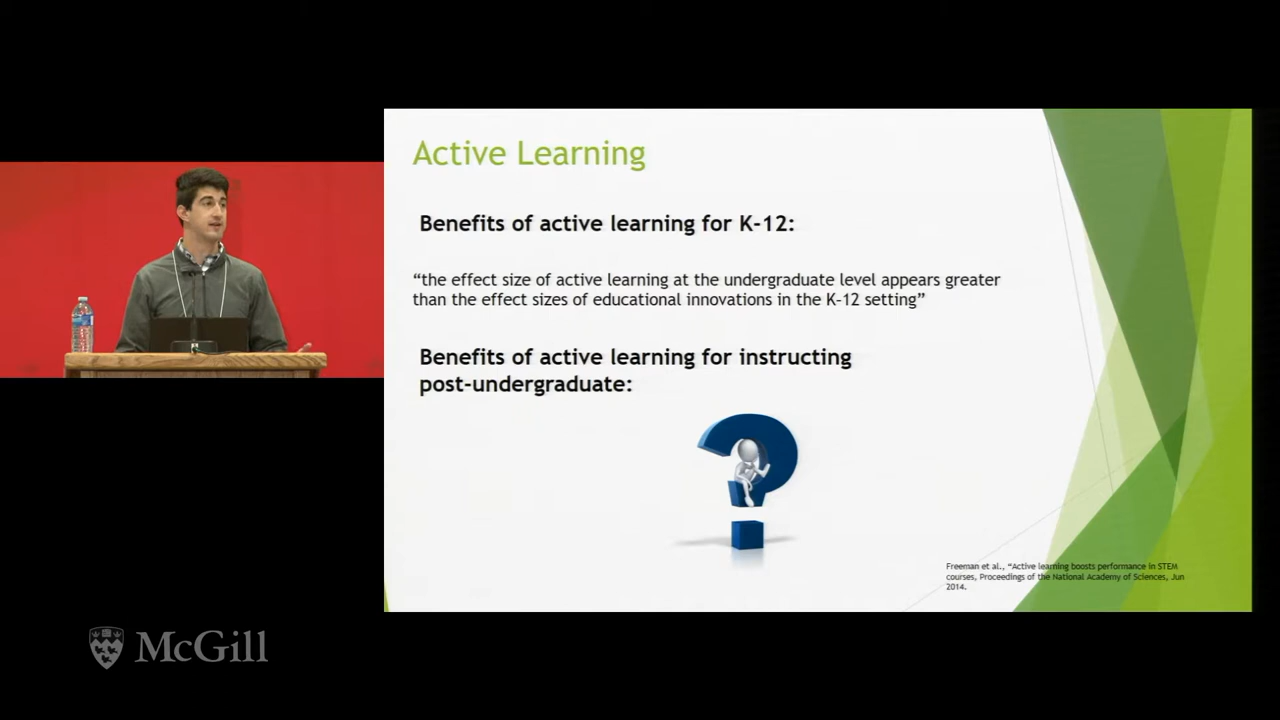 Active Learning
Benefits of active learning for K-12:
“the effect size of active learning at the undergraduate level appears greater
than the effect sizes of educational innovations in the K-12 setting”
Benefits of active learning for instructing
post-undergraduate:
Freeman et al., “Active learning boosts performance in STEM
courses, Proceedings of the National Academy of Sciences, Jun
2014.
McGill